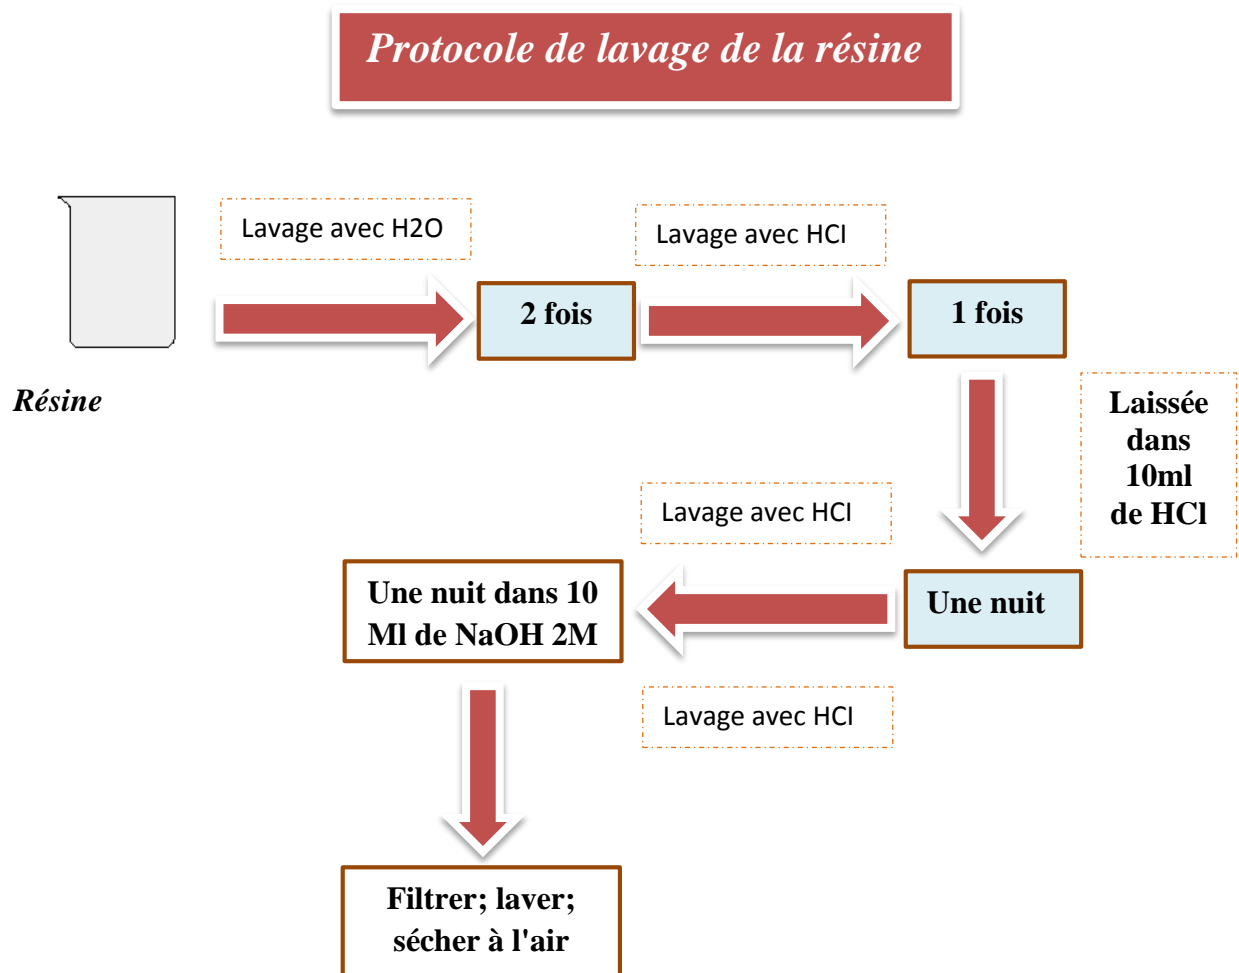 Protocole de lavage de la résine
Lavage avec H2O
Lavage avec HCl
2 fois
1 fois
Résine
Laissée
dans
10ml
de HCl
Lavage avec HCl
Une nuit
Une nuit dans 10
Ml de NaOH 2M
Lavage avec HCl
Filtrer; laver;
sécher à l'air